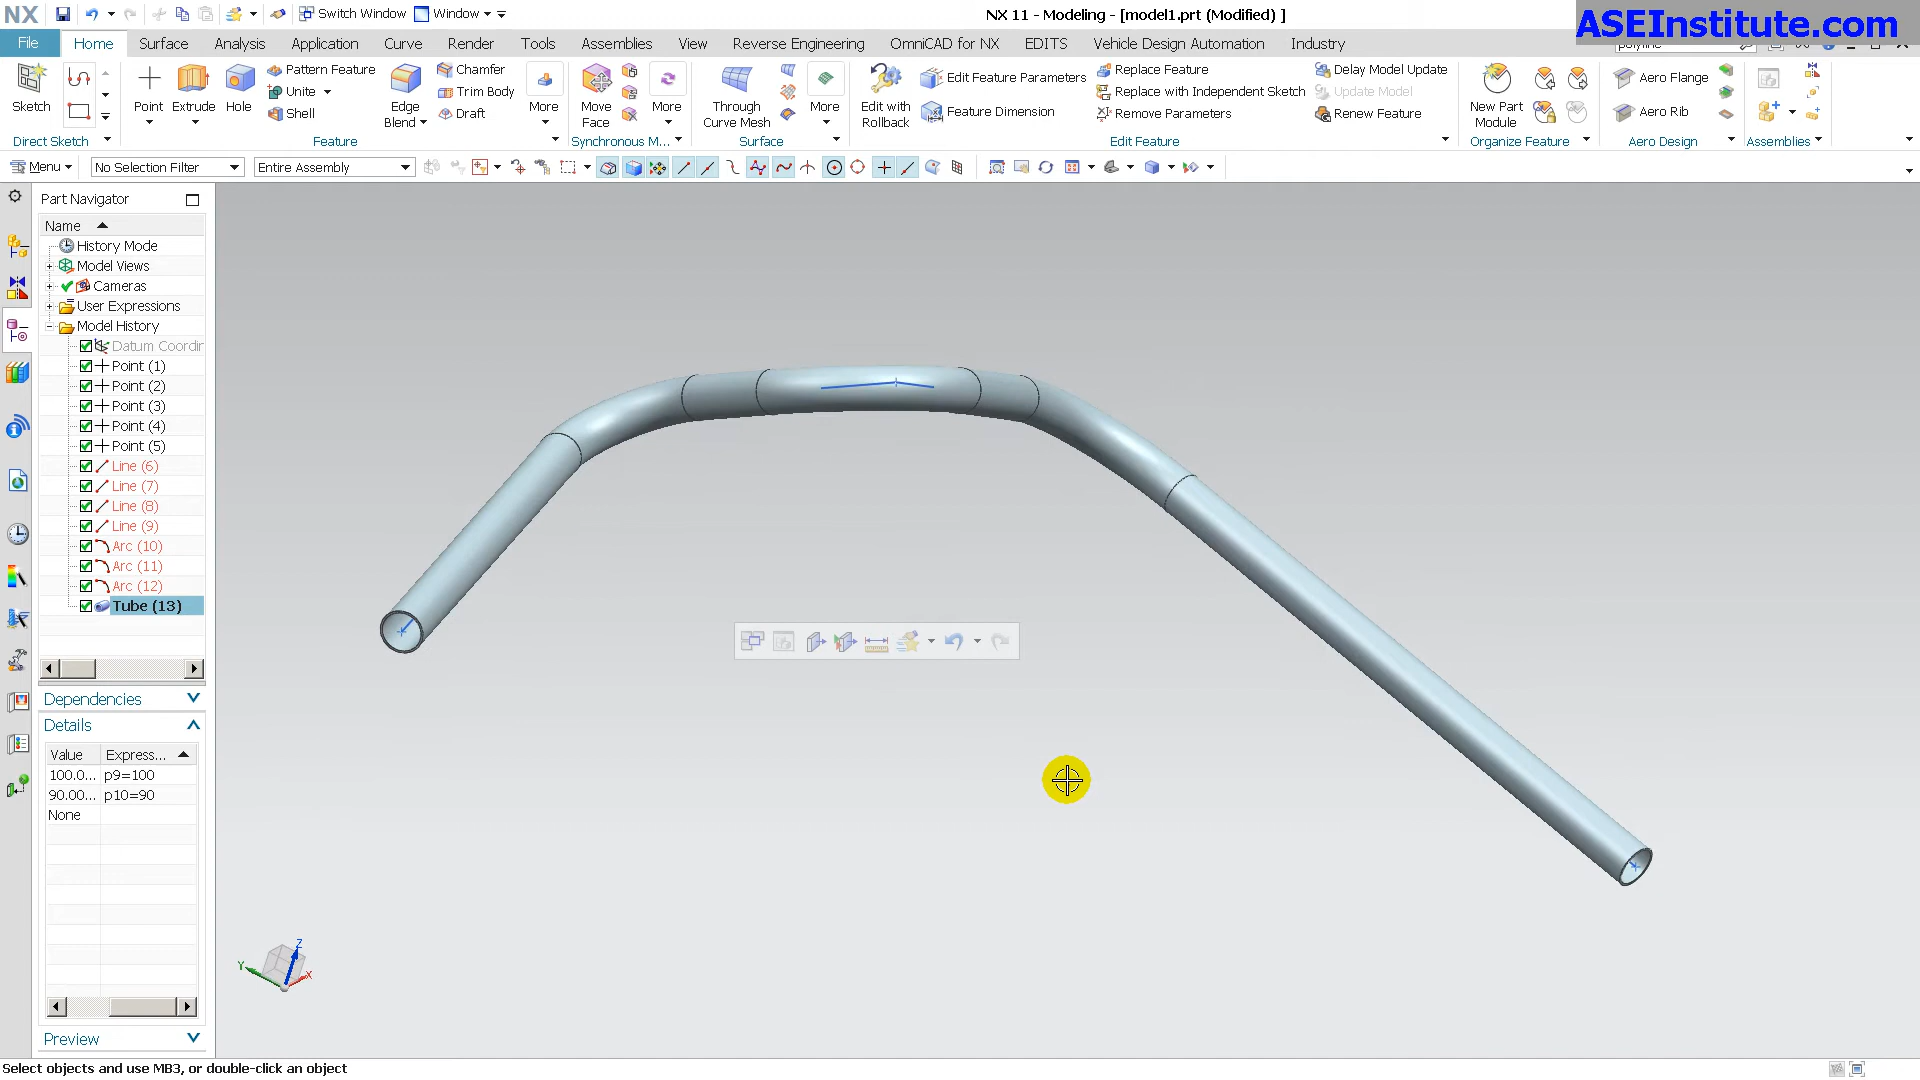 NX
Switch Window
Window
NX 11 - Modeling - [model1.prt (Modified) ]
ASEInstitute.com
File
Home
Surface
Analysis
Application
Curve
Render
Tools
Assemblies
View
Reverse Engineering
OmniCAD for NX
EDITS
Vehicle Design Automation
Industry
Sketch
Direct Sketch
Point
Extrude
Hole
Pattern Feature
Unite
Shell
Edge
Blend
Chamfer
Trim Body
Draft
More
Feature
Move
Face
More
Synchronous M...
Through
Curve Mesh
More
Surface
Edit with
Rollback
Edit Feature Parameters
Feature Dimension
Replace Feature
Replace with Independent Sketch
Remove Parameters
Delay Model Update
Update Model
Renew Feature
Edit Feature
New Part
Module
Organize Feature
Aero Flange
Aero Rib
Aero Design
Assemblies
Menu
No Selection Filter
Entire Assembly
Part Navigator
Name
History Mode
Model Views
Cameras
User Expressions
Model History
Datum Coordin
Point (1)
Point (2)
Point (3)
Point (4)
Point (5)
Line (6)
Line (7)
Line (8)
Line (9)
Arc (10)
Arc (11)
Arc (12)
Tube (13)
Dependencies
Details
Value Express...
100.0... p9=100
90.00... p10=90
None
Preview
Z
Y
X
Select objects and use MB3, or double-click an object